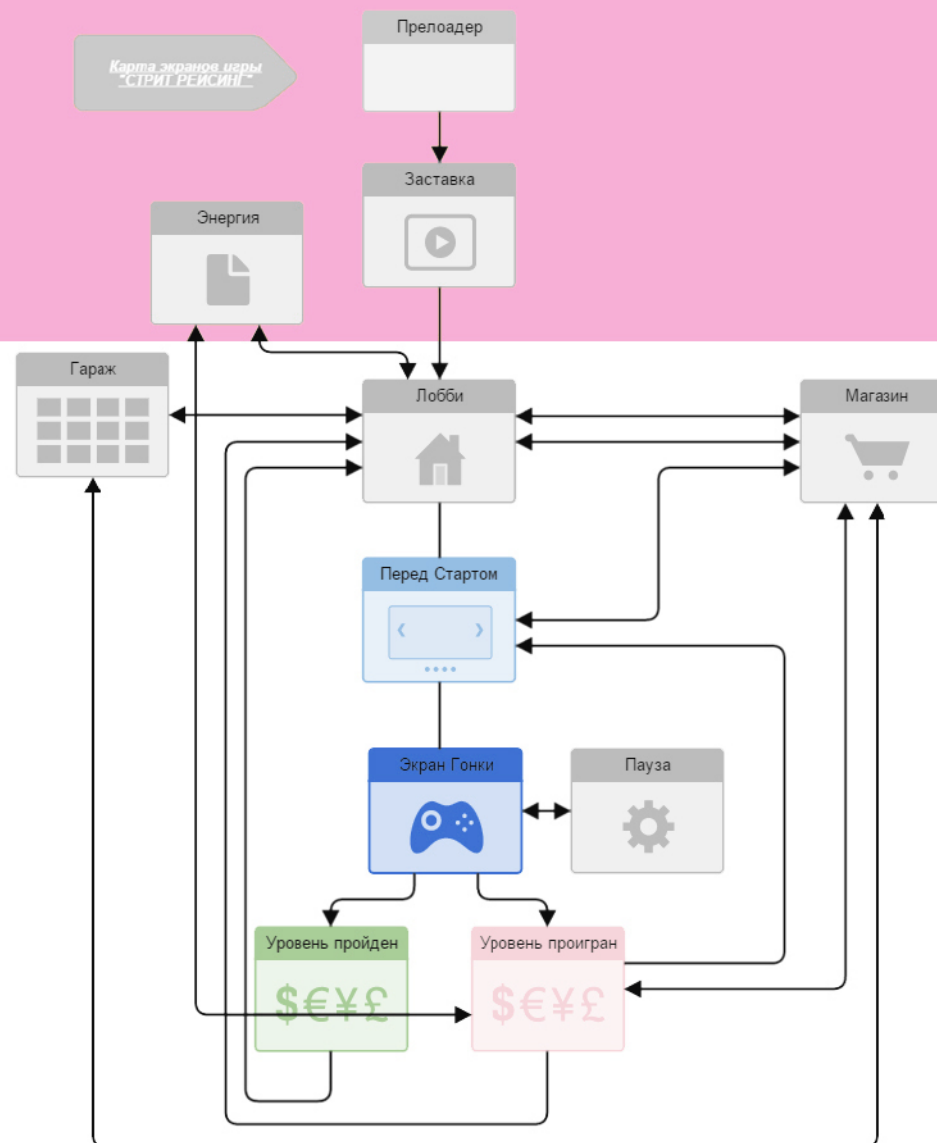 Прелоадер
Карта экранов игры
"СТРИТ РЕИСИНГ"
Заставка
Энергия
Гараж
Лобби
Магазин
Перед Стартом
Экран Гонки
Пауза
Уровень пройден
Уровень проигран
$€¥£
$€¥£